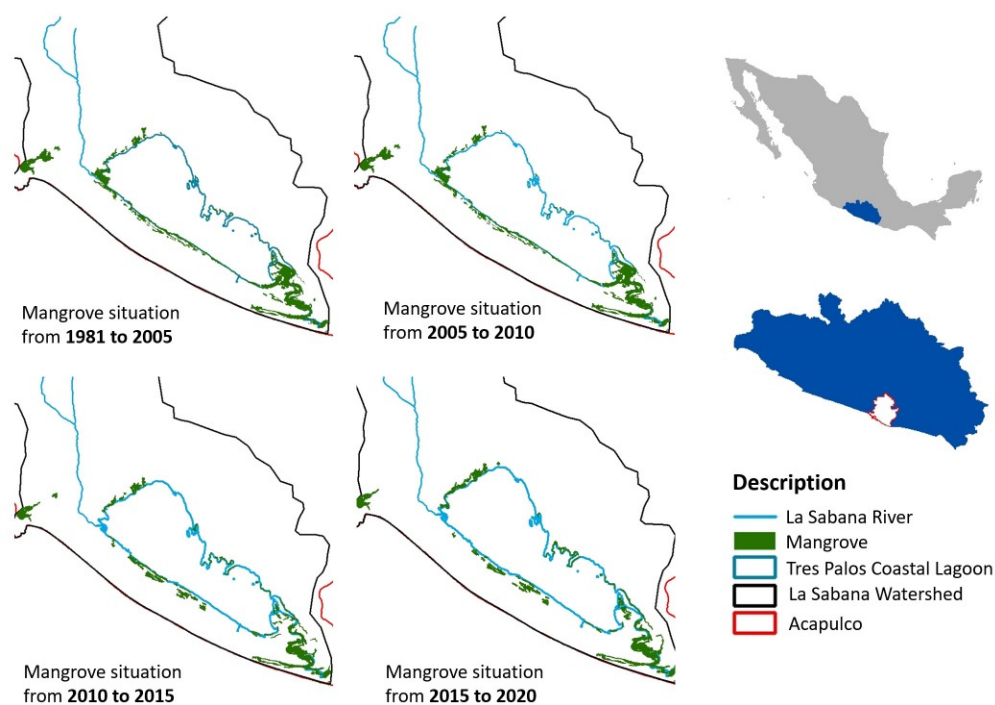 Mangrove situation
from 1981 to 2005
Mangrove situation
from 2005 to 2010
Mangrove situation
from 2010 to 2015
Mangrove situation
from 2015 to 2020
Description
La Sabana River
Mangrove
Tres Palos Coastal Lagoon
La Sabana Watershed
Acapulco